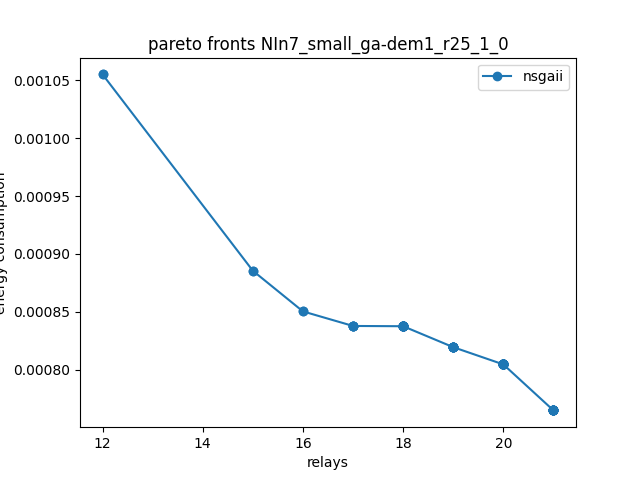 pareto fronts NIn7_small_ga-dem1_r25_1_0
nsgaii
0.00105
0.00100
0.00095
0.00090
0.00085
0.00080
energy consumption
12 14 16 18 20
relays